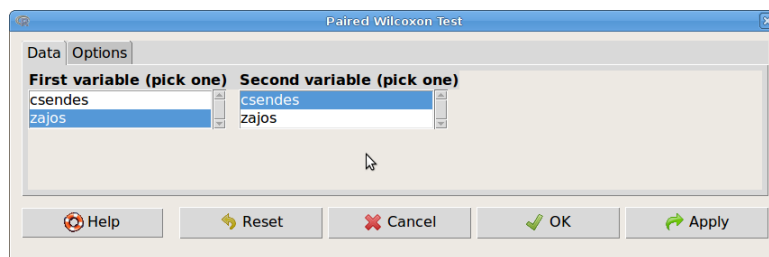 Paired Wilcoxon Test
Data Options
First variable (pick one) Second variable (pick one)
csendes csendes
zajos zajos
Help Reset Cancel OK Apply